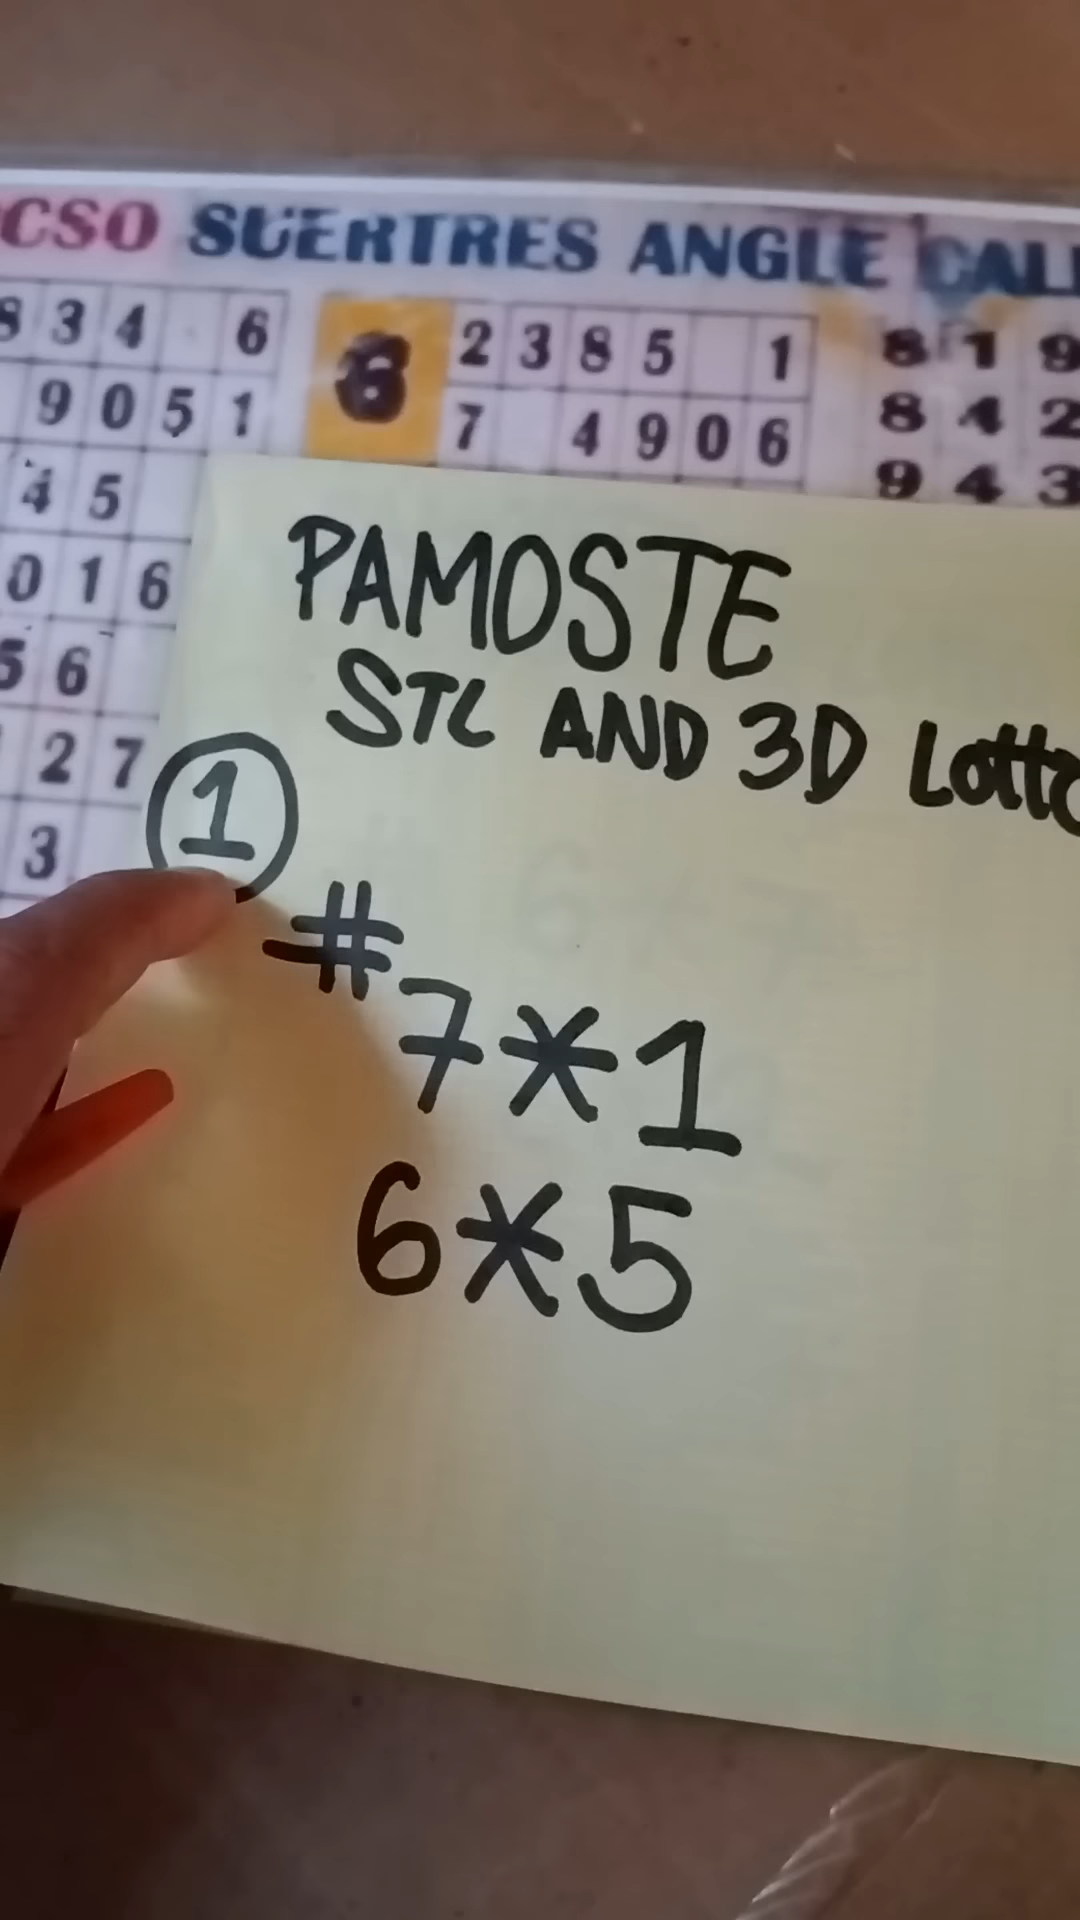 CSO SUERTRES ANGLE CAL
8 3 4 6
9 0 5 1
4 5
0 1 6
5 6
2 7
3
6
2 3 8 5 1
7 4 9 0 6
8 1 9
8 4 2
9 4 3
PAMOSTE
STL AND 3D Lotto
1
#
7*1
6*5